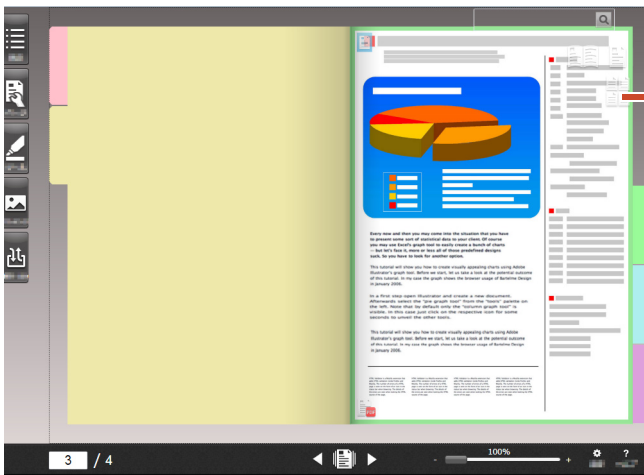 Every now and then you may come into the situation that you have
to present some sort of statistical data to your client. Of course
you may use Excel's graph tool to easily create a bunch of charts
— but let's face it, more or less all of those predefined designs
suck. So you have to look for another option.
This tutorial will show you how to create visually appealing charts using Adobe
Illustrator's graph tool. Before we start, let us take a look at the potential outcome
of this tutorial. In my case the graph shows the browser usage of Barleline Design
in January 2006.
In a first step open Illustrator and create a new document.
Afterwards select the "pie graph tool" from the "tools" palette on
the left. Note that by default only the "column graph tool" is
visible. In this case just click on the respective icon for some
seconds to unveil the other tools.
This tutorial will show you how to create visually appealing charts using Adobe
Illustrator's graph tool. Before we start, let us take a look at the potential outcome
of this tutorial. In my case the graph shows the browser usage of Barleline Design
in January 2006.
3 / 4
100%
- +
?